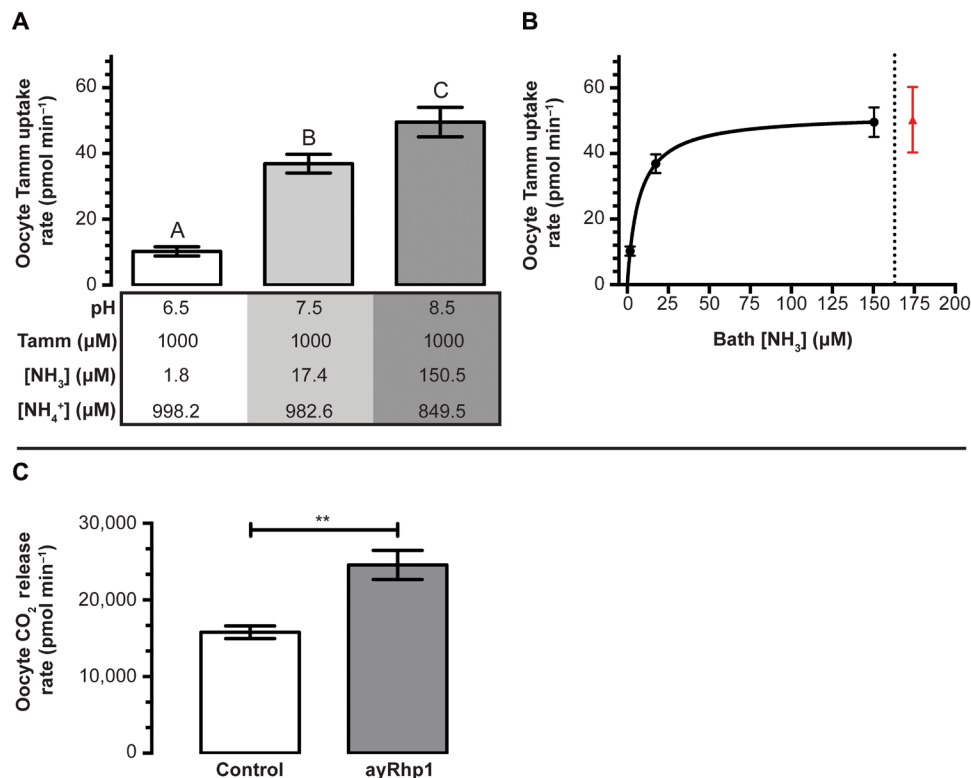 A
Oocyte Tamm uptake
rate (pmol min⁻¹)
60
40
20
0
A
B
C
pH 6.5 7.5 8.5
Tamm (µM) 1000 1000 1000
[NH₃] (µM) 1.8 17.4 150.5
[NH₄⁺] (µM) 998.2 982.6 849.5
B
Oocyte Tamm uptake
rate (pmol min⁻¹)
60
40
20
0
0 25 50 75 100 125 150 175 200
Bath [NH₃] (µM)
C
Oocyte CO₂ release
rate (pmol min⁻¹)
30,000
20,000
10,000
0
**
Control ayRhp1